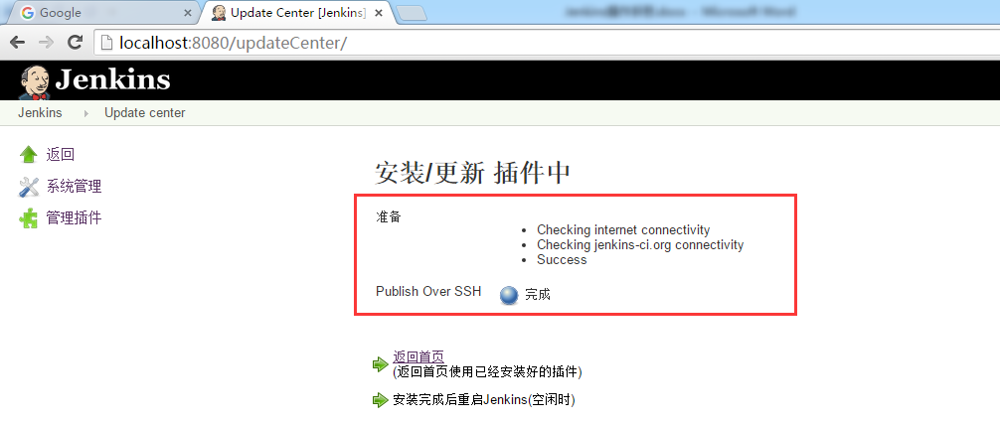 Google
Update Center [Jenkins]
localhost:8080/updateCenter/
Jenkins
Jenkins
Update center
返回
系统管理
管理插件
安装/更新 插件中
准备
Checking internet connectivity
Checking jenkins-ci.org connectivity
Success
Publish Over SSH
完成
返回首页
(返回首页使用已经安装好的插件)
安装完成后重启Jenkins(空闲时)